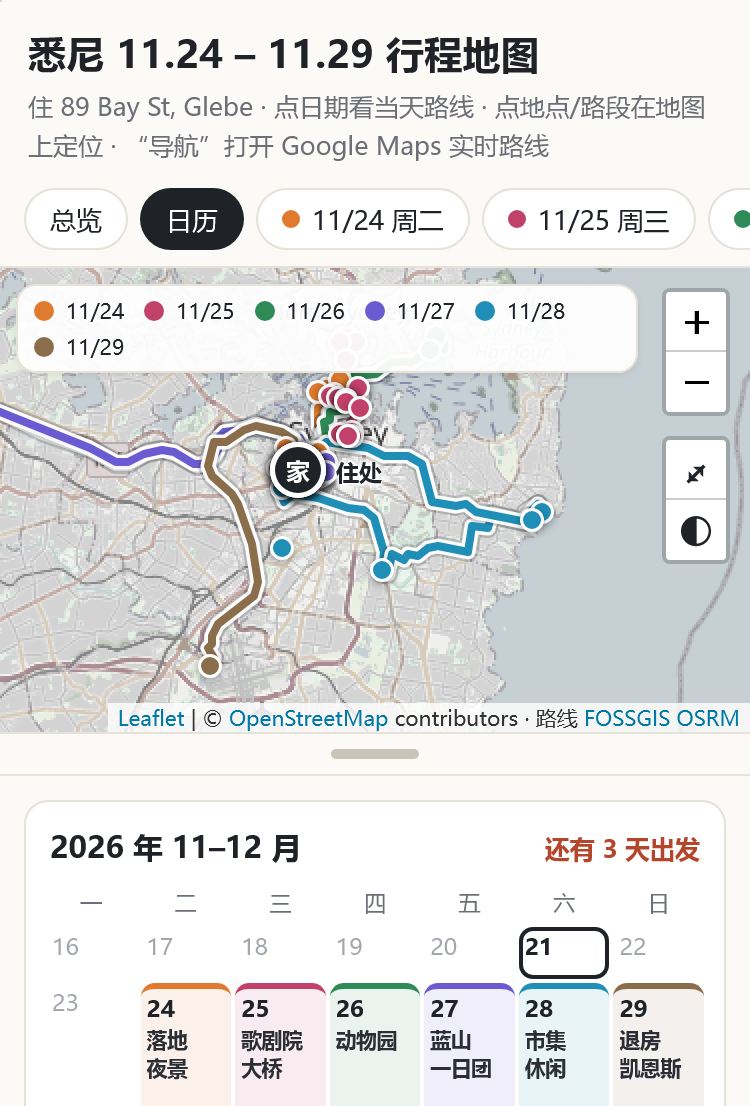 悉尼 11.24 – 11.29 行程地图
住 89 Bay St, Glebe · 点日期看当天路线 · 点地点/路段在地图
上定位 · “导航”打开 Google Maps 实时路线
总览 日历 11/24 周二 11/25 周三
11/24 11/25 11/26 11/27 11/28
11/29
+
−
家 住处
Leaflet | © OpenStreetMap contributors · 路线 FOSSGIS OSRM
2026 年 11–12 月 还有 3 天出发
一 二 三 四 五 六 日
16 17 18 19 20 21 22
23 24 25 26 27 28 29
落地 歌剧院 动物园 蓝山 市集 退房
夜景 大桥 一日团 休闲 凯恩斯